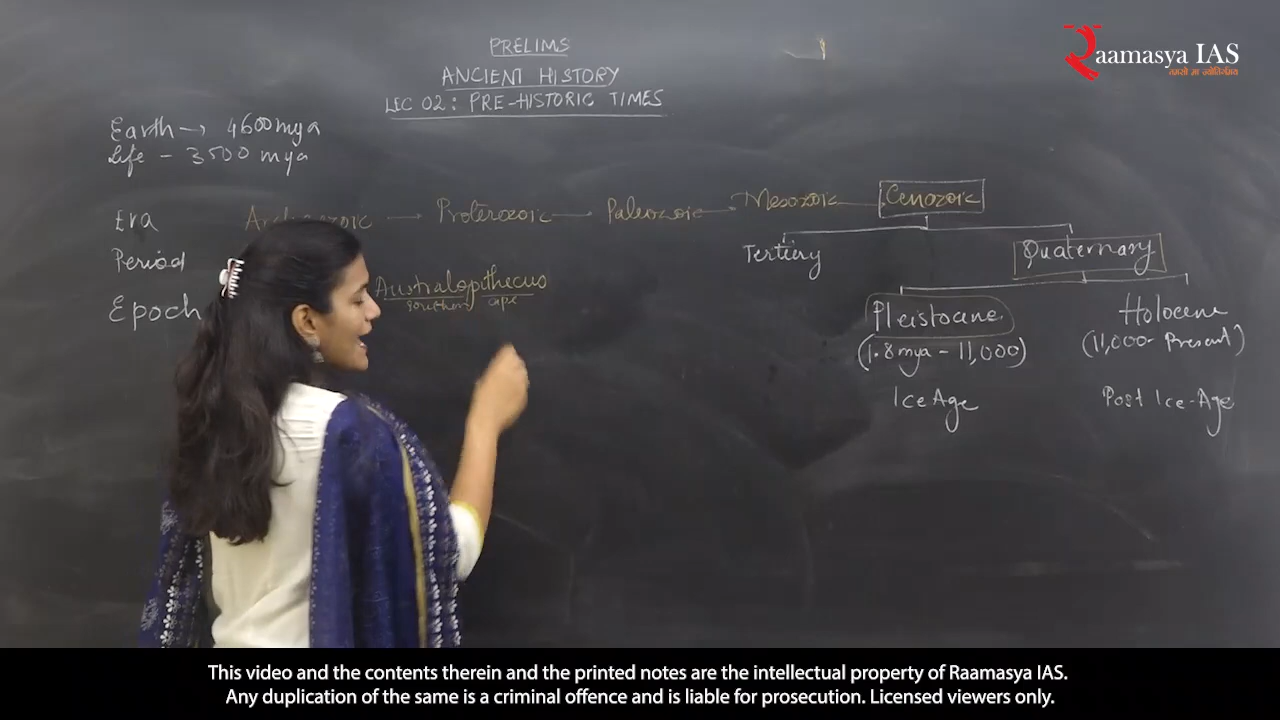 PRELIMS
ANCIENT HISTORY
LEC 02 : PRE-HISTORIC TIMES
Raamasya IAS
तमसो मा ज्योतिर्गमय
Earth → 4600 mya
Life - 3500 mya
Era → Proterozoic → Paleozoic → Mesozoic Cenozoic
Period Tertiery Quaternary
Australopithecus
southern ape
Epoch Pleistocene Holocene
(1.8 mya - 11,000) (11,000 - Present)
Ice Age Post Ice-Age
This video and the contents therein and the printed notes are the intellectual property of Raamasya IAS.
Any duplication of the same is a criminal offence and is liable for prosecution. Licensed viewers only.